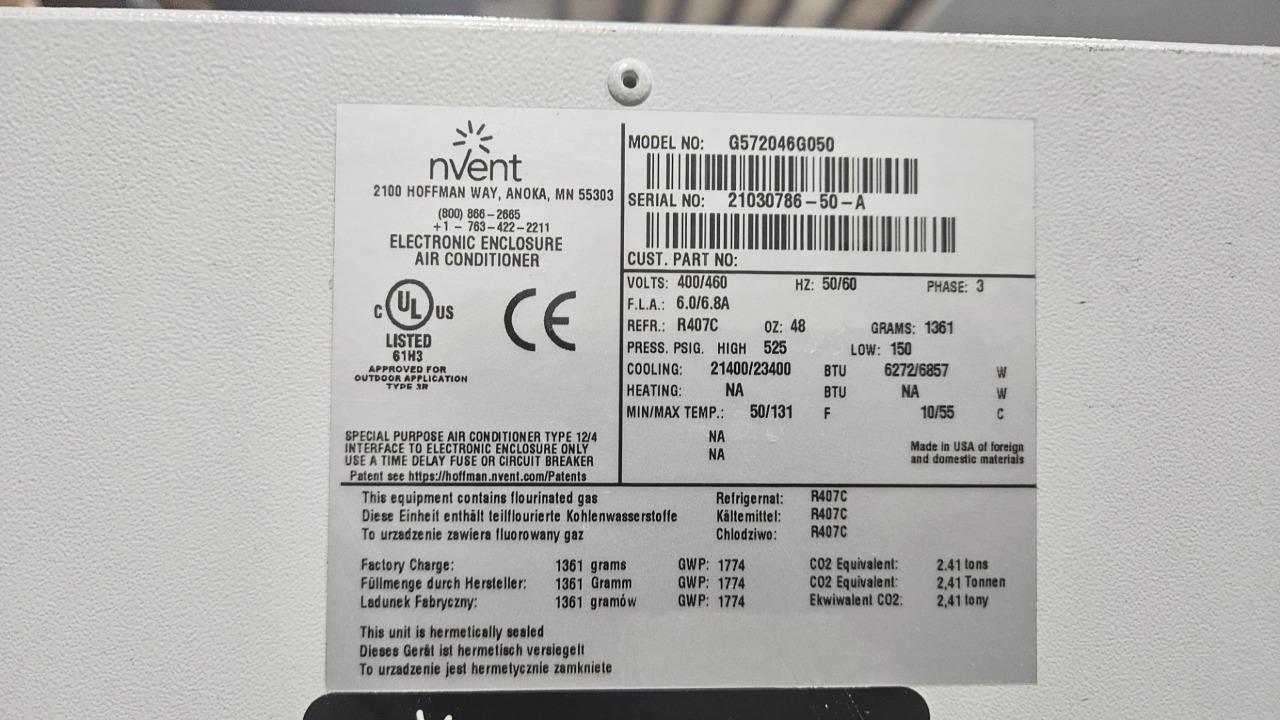 nVent
2100 HOFFMAN WAY, ANOKA, MN 55303
(800) 866-2665
+1 - 763-422-2211
ELECTRONIC ENCLOSURE
AIR CONDITIONER
C UL US
LISTED
61H3
APPROVED FOR
OUTDOOR APPLICATION
TYPE 3R
CE
SPECIAL PURPOSE AIR CONDITIONER TYPE 12/4
INTERFACE TO ELECTRONIC ENCLOSURE ONLY
USE A TIME DELAY FUSE OR CIRCUIT BREAKER
Patent see https://hoffman.nvent.com/Patents
MODEL NO: G572046G050
SERIAL NO: 21030786-50-A
CUST. PART NO:
VOLTS: 400/460 HZ: 50/60 PHASE: 3
F.L.A.: 6.0/6.8A
REFR.: R407C OZ: 48 GRAMS: 1361
PRESS. PSIG. HIGH 525 LOW: 150
COOLING: 21400/23400 BTU 6272/6857 W
HEATING: NA BTU NA W
MIN/MAX TEMP.: 50/131 F 10/55 C
NA
NA
Made in USA of foreign
and domestic materials
This equipment contains flourinated gas Refrigernat: R407C
Diese Einheit enthält teilflourierte Kohlenwasserstoffe Kältemittel: R407C
To urzadzenie zawiera fluorowany gaz Chlodziwo: R407C
Factory Charge: 1361 grams GWP: 1774 CO2 Equivalent: 2.41 tons
Füllmenge durch Hersteller: 1361 Gramm GWP: 1774 CO2 Equivalent: 2,41 Tonnen
Ladunek Fabryczny: 1361 gramów GWP: 1774 Ekwiwalent CO2: 2,41 tony
This unit is hermetically sealed
Dieses Gerät ist hermetisch versiegelt
To urzadzenie jest hermetycznie zamkniete